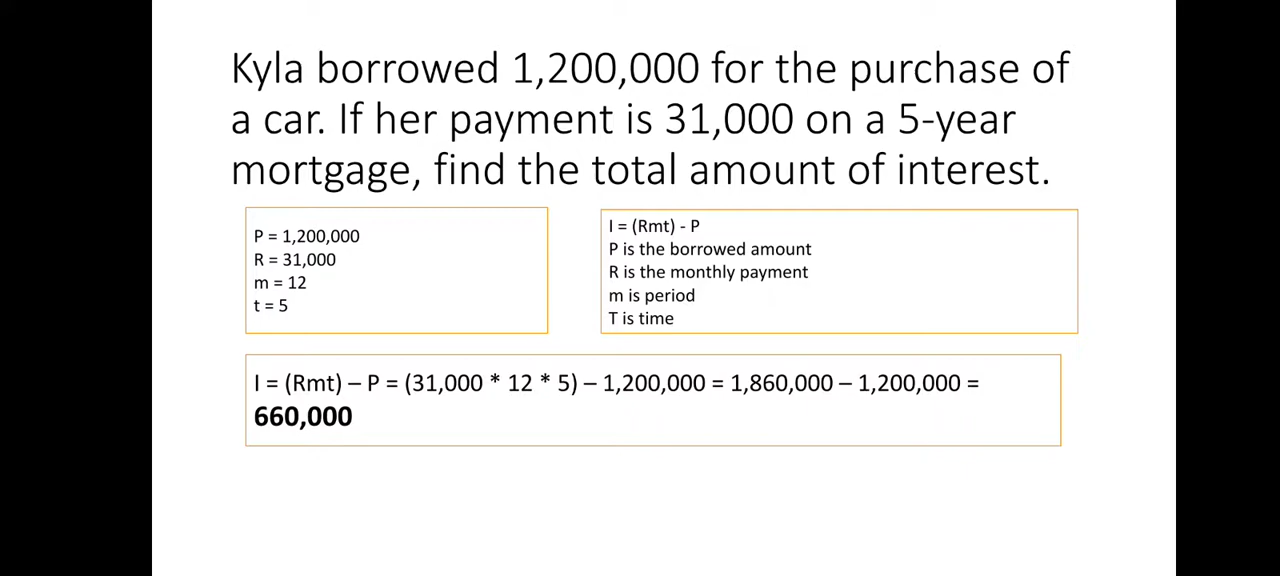 Kyla borrowed 1,200,000 for the purchase of
a car. If her payment is 31,000 on a 5-year
mortgage, find the total amount of interest.
P = 1,200,000
R = 31,000
m = 12
t = 5
I = (Rmt) - P
P is the borrowed amount
R is the monthly payment
m is period
T is time
I = (Rmt) – P = (31,000 * 12 * 5) – 1,200,000 = 1,860,000 – 1,200,000 =
660,000